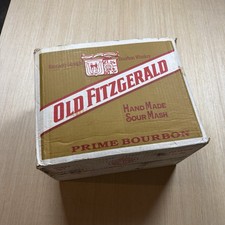 OLD FITZGERALD
HAND MADE
SOUR MASH
PRIME BOURBON